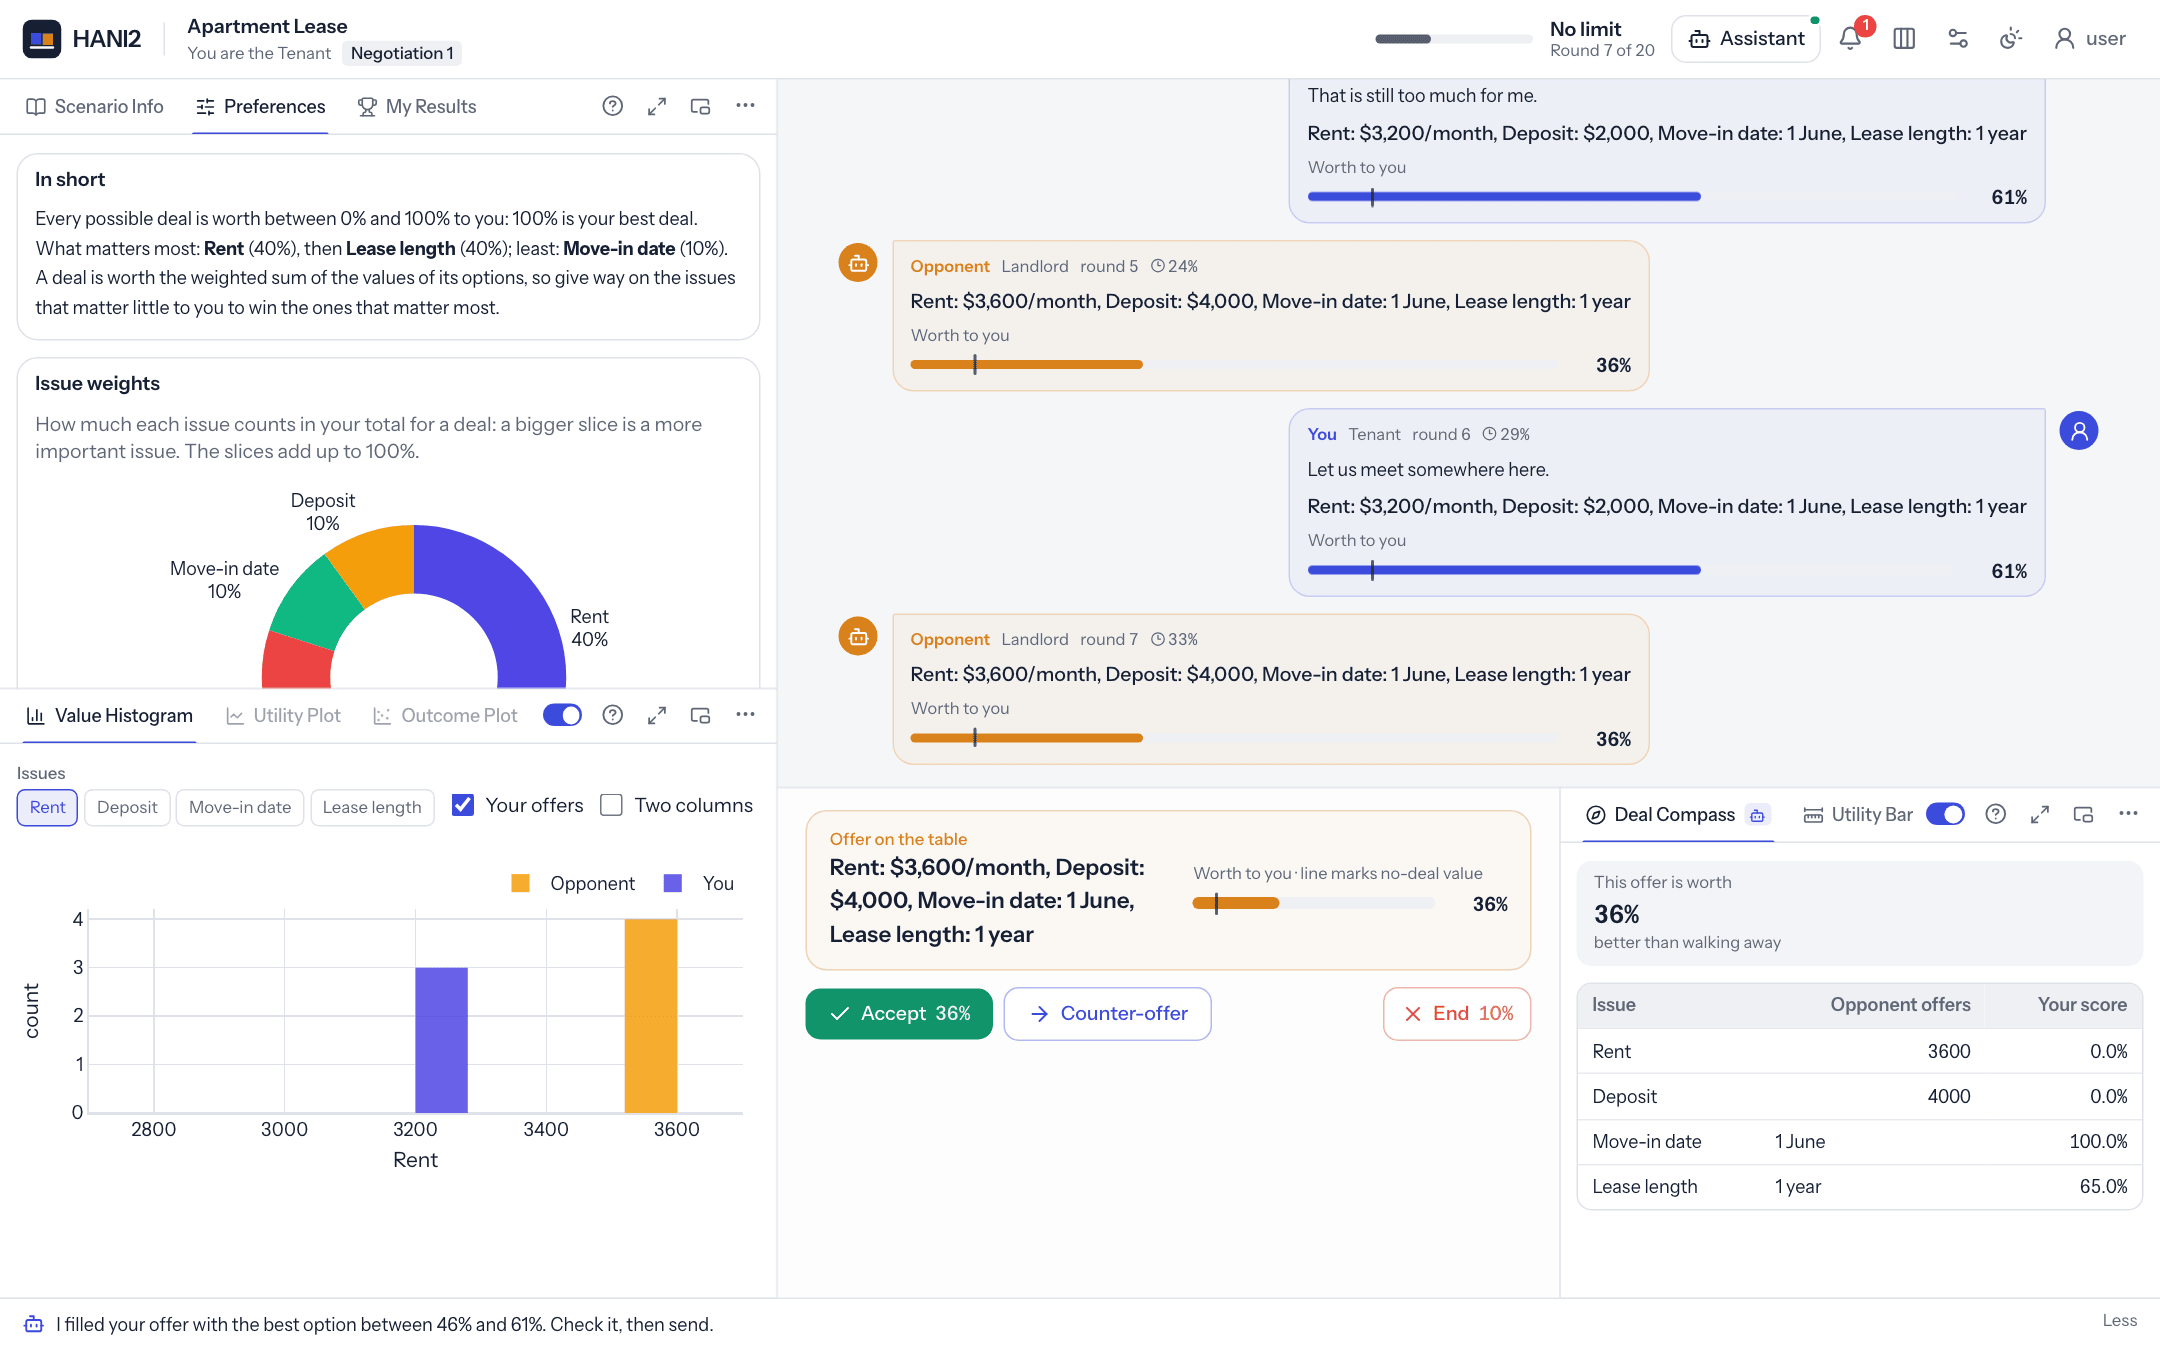 HANI2
Apartment Lease
You are the Tenant Negotiation 1
No limit
Round 7 of 20
Assistant
1
user
Scenario Info
Preferences
My Results
In short
Every possible deal is worth between 0% and 100% to you: 100% is your best deal.
What matters most: Rent (40%), then Lease length (40%); least: Move-in date (10%).
A deal is worth the weighted sum of the values of its options, so give way on the issues
that matter little to you to win the ones that matter most.
Issue weights
How much each issue counts in your total for a deal: a bigger slice is a more
important issue. The slices add up to 100%.
Deposit
10%
Move-in date
10%
Rent
40%
Value Histogram
Utility Plot
Outcome Plot
Issues
Rent
Deposit
Move-in date
Lease length
Your offers
Two columns
Opponent
You
4
3
2
1
0
count
2800
3000
3200
3400
3600
Rent
That is still too much for me.
Rent: $3,200/month, Deposit: $2,000, Move-in date: 1 June, Lease length: 1 year
Worth to you
61%
Opponent Landlord round 5 24%
Rent: $3,600/month, Deposit: $4,000, Move-in date: 1 June, Lease length: 1 year
Worth to you
36%
You Tenant round 6 29%
Let us meet somewhere here.
Rent: $3,200/month, Deposit: $2,000, Move-in date: 1 June, Lease length: 1 year
Worth to you
61%
Opponent Landlord round 7 33%
Rent: $3,600/month, Deposit: $4,000, Move-in date: 1 June, Lease length: 1 year
Worth to you
36%
Offer on the table
Rent: $3,600/month, Deposit:
$4,000, Move-in date: 1 June,
Lease length: 1 year
Worth to you · line marks no-deal value
36%
Accept 36%
Counter-offer
End 10%
Deal Compass
Utility Bar
This offer is worth
36%
better than walking away
Issue Opponent offers Your score
Rent 3600 0.0%
Deposit 4000 0.0%
Move-in date 1 June 100.0%
Lease length 1 year 65.0%
I filled your offer with the best option between 46% and 61%. Check it, then send.
Less